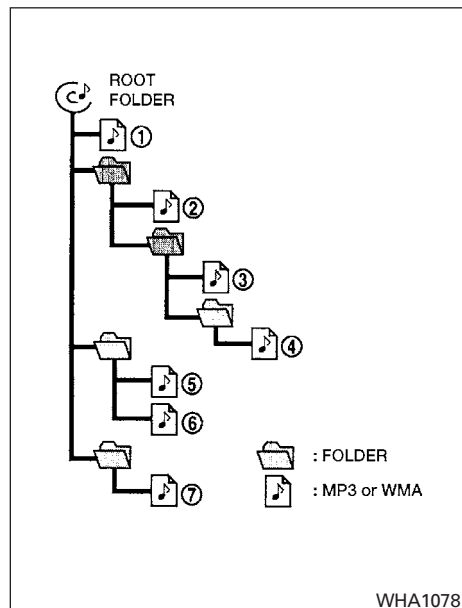 ROOT
FOLDER
①
②
③
④
⑤
⑥
⑦
: FOLDER
: MP3 or WMA
WHA1078